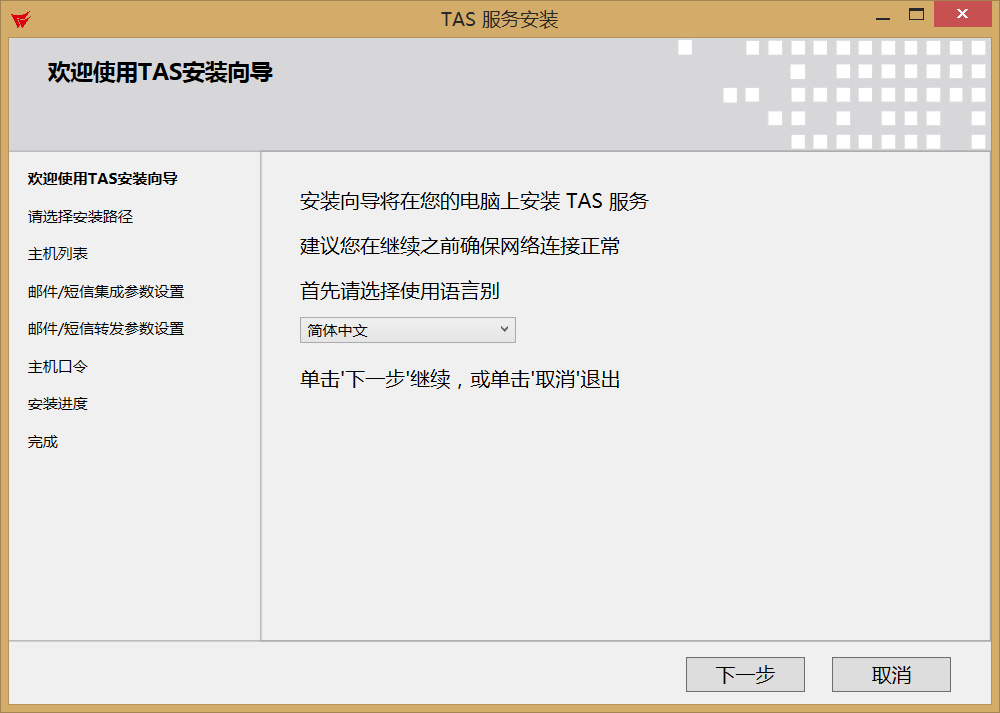 TAS 服务安装
欢迎使用TAS安装向导
欢迎使用TAS安装向导
请选择安装路径
主机列表
邮件/短信集成参数设置
邮件/短信转发参数设置
主机口令
安装进度
完成
安装向导将在您的电脑上安装 TAS 服务
建议您在继续之前确保网络连接正常
首先请选择使用语言别
简体中文
单击'下一步'继续，或单击'取消'退出
下一步
取消